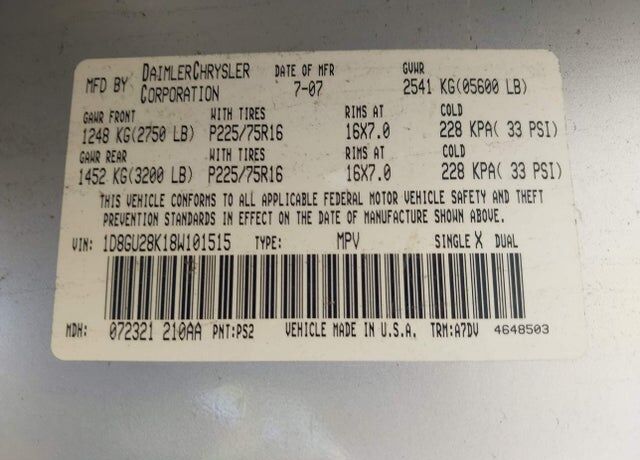 MFD BY DAIMLERCHRYSLER CORPORATION DATE OF MFR 7-07 GVWR 2541 KG(05600 LB)
GAWR FRONT WITH TIRES RIMS AT COLD
1248 KG(2750 LB) P225/75R16 16X7.0 228 KPA( 33 PSI)
GAWR REAR WITH TIRES RIMS AT COLD
1452 KG(3200 LB) P225/75R16 16X7.0 228 KPA( 33 PSI)
THIS VEHICLE CONFORMS TO ALL APPLICABLE FEDERAL MOTOR VEHICLE SAFETY AND THEFT
PREVENTION STANDARDS IN EFFECT ON THE DATE OF MANUFACTURE SHOWN ABOVE.
VIN: 1D8GU28K18W101515 TYPE: MPV SINGLE X DUAL
MDH: 072321 210AA PNT:PS2 VEHICLE MADE IN U.S.A. TRM:A7DV 4648503